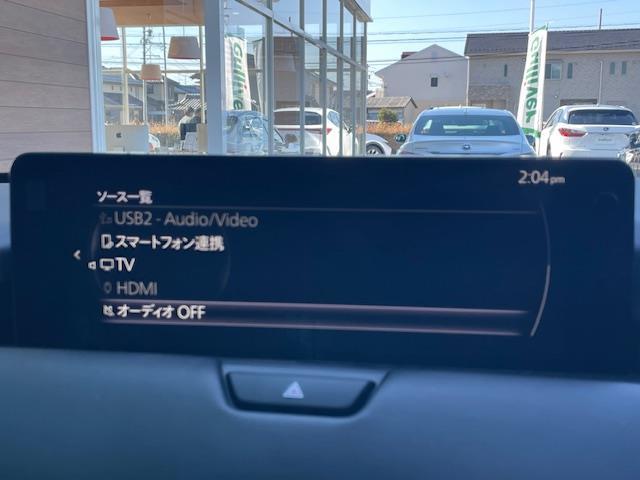 Gulliver
2:04pm
ソース一覧
USB2 - Audio/Video
スマートフォン連携
TV
HDMI
オーディオ OFF